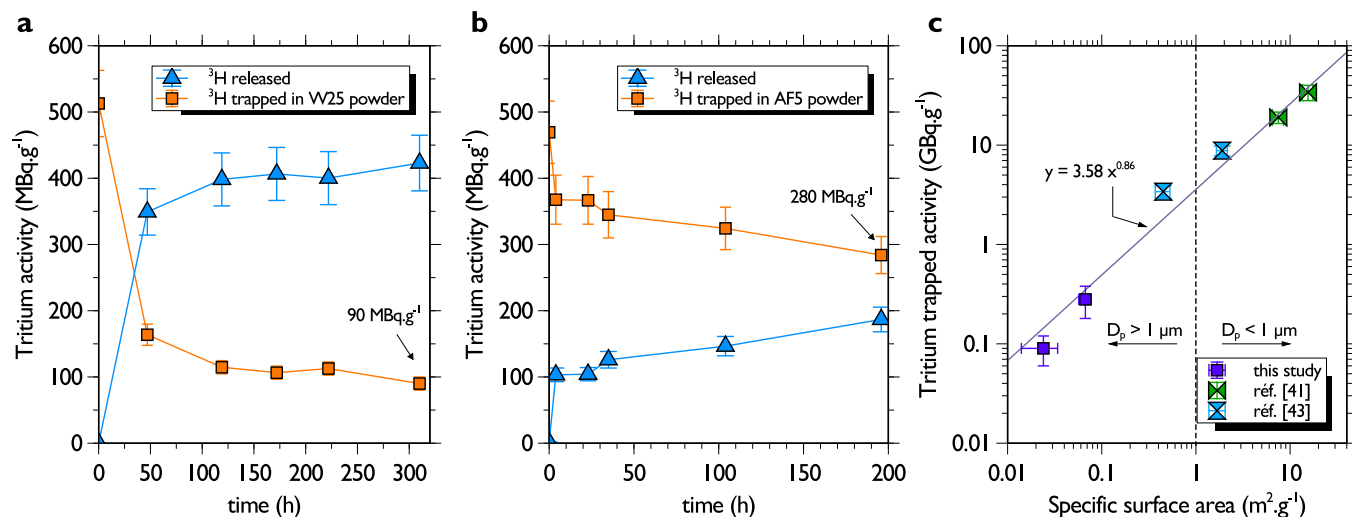 a
600
500
400
300
200
100
0
Tritium activity (MBq.g⁻¹)
³H released
³H trapped in W25 powder
90 MBq.g⁻¹
0 50 100 150 200 250 300
time (h)
b
600
500
400
300
200
100
0
Tritium activity (MBq.g⁻¹)
³H released
³H trapped in AF5 powder
280 MBq.g⁻¹
0 100 200
time (h)
c
100
10
1
0.1
0.01
Tritium trapped activity (GBq.g⁻¹)
y = 3.58 x⁰·⁸⁶
Dₚ > 1 µm
Dₚ < 1 µm
this study
réf. [41]
réf. [43]
0.01 0.1 1 10
Specific surface area (m².g⁻¹)